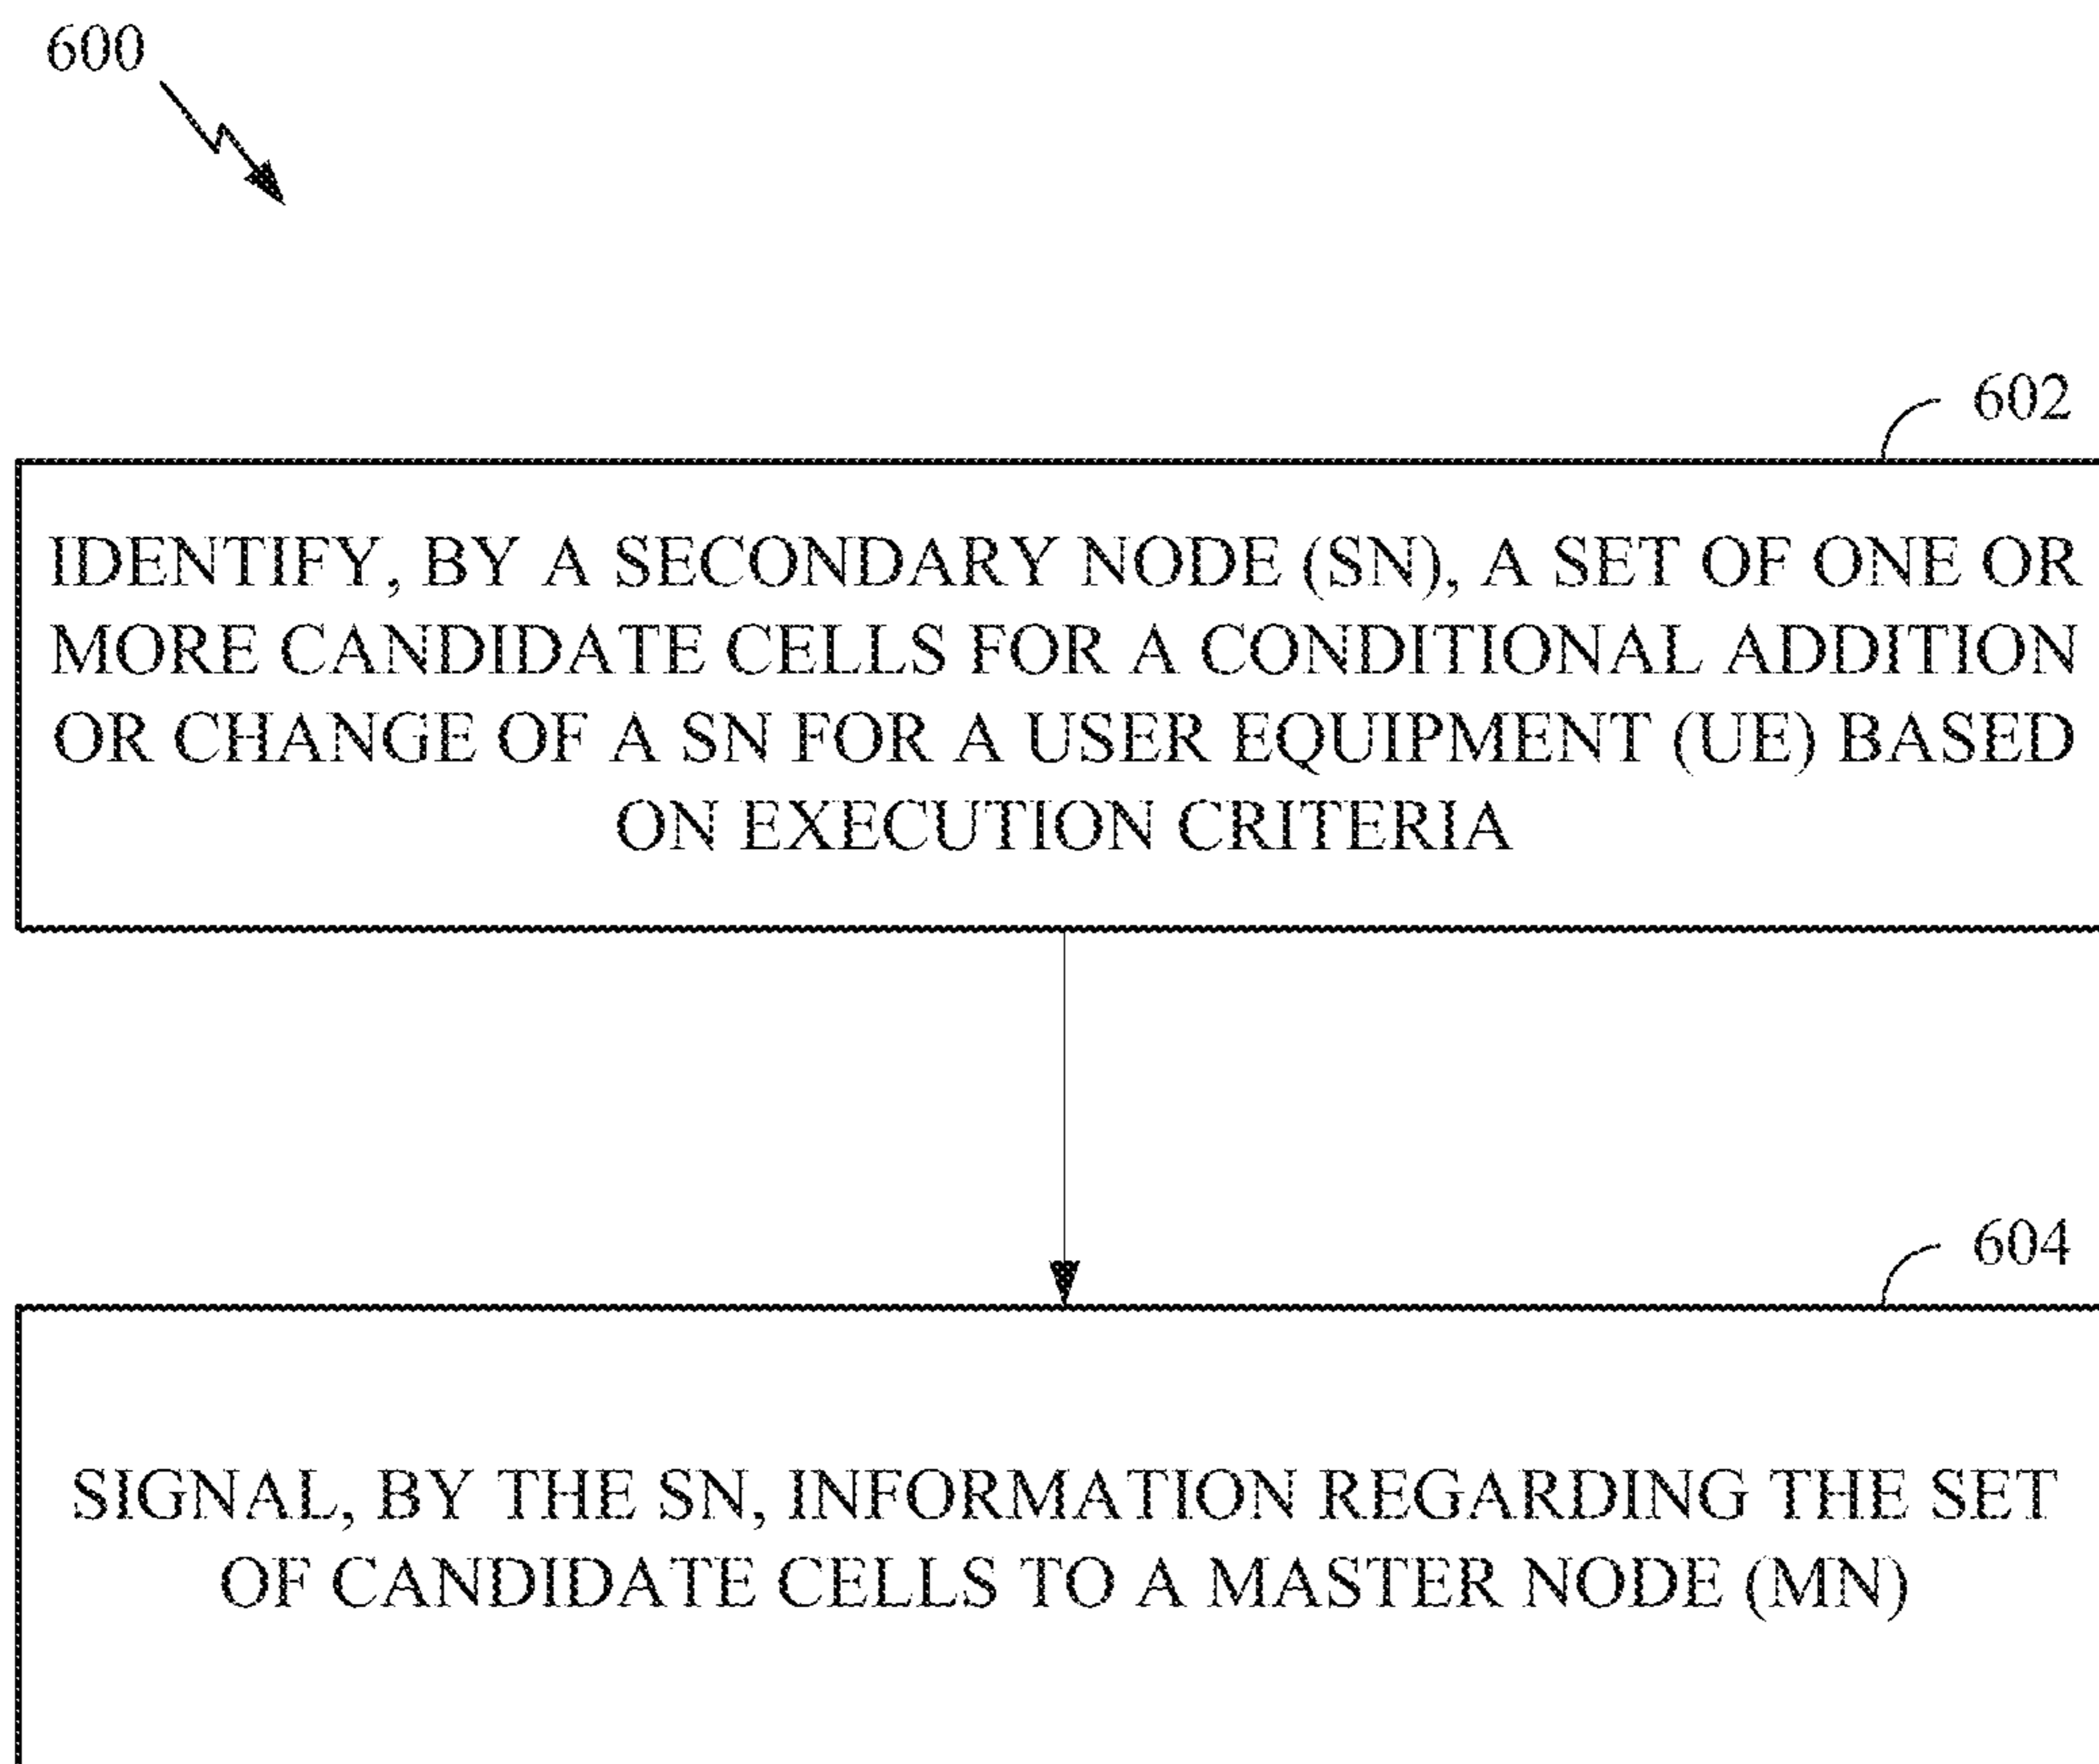 600
602
IDENTIFY, BY A SECONDARY NODE (SN), A SET OF ONE OR
MORE CANDIDATE CELLS FOR A CONDITIONAL ADDITION
OR CHANGE OF A SN FOR A USER EQUIPMENT (UE) BASED
ON EXECUTION CRITERIA
604
SIGNAL, BY THE SN, INFORMATION REGARDING THE SET
OF CANDIDATE CELLS TO A MASTER NODE (MN)